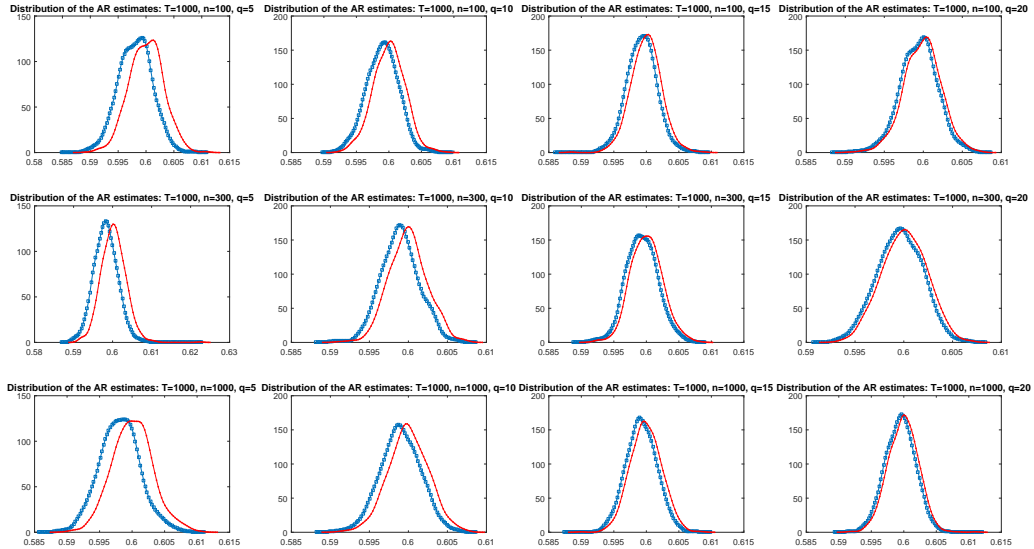 Distribution of the AR estimates: T=1000, n=100, q=5
150
100
50
0
0.58 0.585 0.59 0.595 0.6 0.605 0.61 0.615
Distribution of the AR estimates: T=1000, n=100, q=10
200
150
100
50
0
0.585 0.59 0.595 0.6 0.605 0.61 0.615
Distribution of the AR estimates: T=1000, n=100, q=15
200
150
100
50
0
0.585 0.59 0.595 0.6 0.605 0.61 0.615
Distribution of the AR estimates: T=1000, n=100, q=20
200
150
100
50
0
0.585 0.59 0.595 0.6 0.605 0.61
Distribution of the AR estimates: T=1000, n=300, q=5
150
100
50
0
0.58 0.59 0.6 0.61 0.62 0.63
Distribution of the AR estimates: T=1000, n=300, q=10
200
150
100
50
0
0.585 0.59 0.595 0.6 0.605 0.61
Distribution of the AR estimates: T=1000, n=300, q=15
200
150
100
50
0
0.585 0.59 0.595 0.6 0.605 0.61 0.615
Distribution of the AR estimates: T=1000, n=300, q=20
200
150
100
50
0
0.59 0.595 0.6 0.605 0.61
Distribution of the AR estimates: T=1000, n=1000, q=5
150
100
50
0
0.585 0.59 0.595 0.6 0.605 0.61 0.615
Distribution of the AR estimates: T=1000, n=1000, q=10
200
150
100
50
0
0.585 0.59 0.595 0.6 0.605 0.61 0.615
Distribution of the AR estimates: T=1000, n=1000, q=15
200
150
100
50
0
0.585 0.59 0.595 0.6 0.605 0.61 0.615
Distribution of the AR estimates: T=1000, n=1000, q=20
200
150
100
50
0
0.585 0.59 0.595 0.6 0.605 0.61 0.615